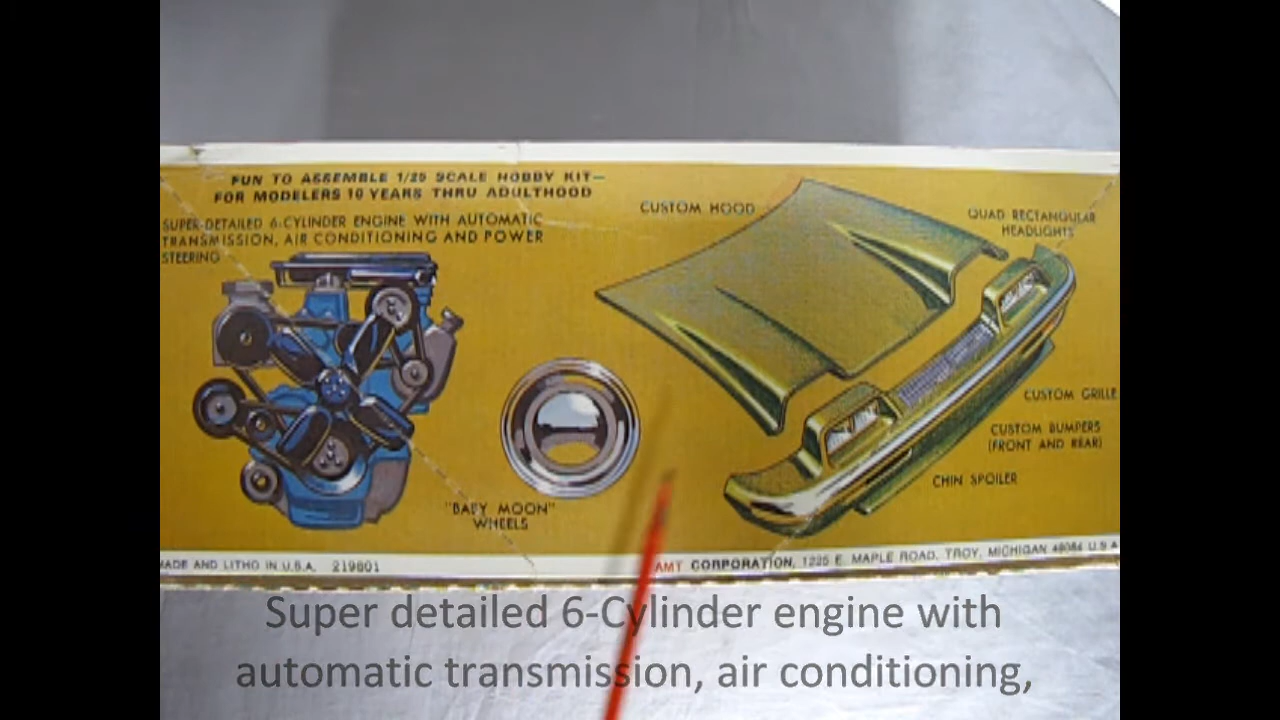 FUN TO ASSEMBLE 1/25 SCALE HOBBY KIT—
FOR MODELERS 10 YEARS THRU ADULTHOOD
SUPER-DETAILED 6-CYLINDER ENGINE WITH AUTOMATIC
TRANSMISSION, AIR CONDITIONING AND POWER
STEERING
"BABY MOON"
WHEELS
CUSTOM HOOD
QUAD RECTANGULAR
HEADLIGHTS
CUSTOM GRILLE
CUSTOM BUMPERS
(FRONT AND REAR)
CHIN SPOILER
MADE AND LITHO IN U.S.A. 219801
AMT CORPORATION, 1225 E. MAPLE ROAD, TROY, MICHIGAN 48084 U.S.A
Super detailed 6-Cylinder engine with
automatic transmission, air conditioning,